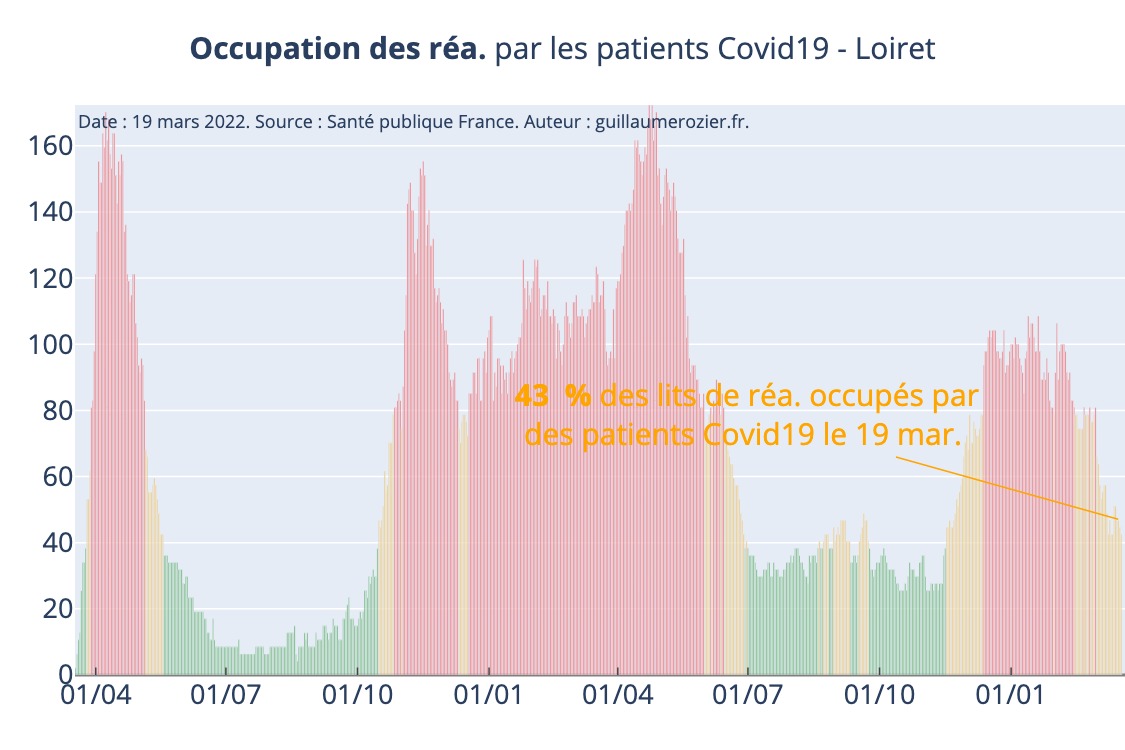 Occupation des réa. par les patients Covid19 - Loiret
Date : 19 mars 2022. Source : Santé publique France. Auteur : guillaumerozier.fr.
160
140
120
100
80
60
40
20
0
43 % des lits de réa. occupés par
des patients Covid19 le 19 mar.
01/04 01/07 01/10 01/01 01/04 01/07 01/10 01/01